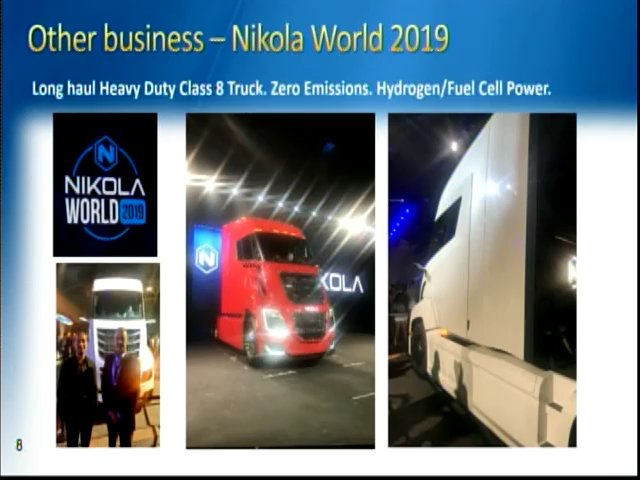 Other business – Nikola World 2019
Long haul Heavy Duty Class 8 Truck. Zero Emissions. Hydrogen/Fuel Cell Power.
NIKOLA
WORLD 2019
KOLA
8